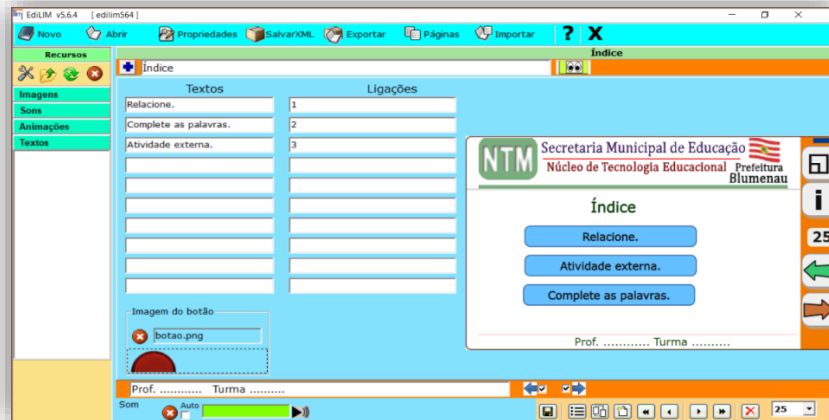 EdiLIM v5.6.4 [ edilim564 ]
Novo Abrir Propriedades SalvarXML Exportar Páginas Importar ? X
Recursos
Imagens
Sons
Animações
Textos
Índice
Índice
Textos Ligações
Relacione. 1
Complete as palavras. 2
Atividade externa. 3
Imagem do botão
botao.png
NTM
Secretaria Municipal de Educação
Núcleo de Tecnologia Educacional
Prefeitura
Blumenau
Índice
Relacione.
Atividade externa.
Complete as palavras.
Prof. ............ Turma ..........
i
25
Prof. ............ Turma ..........
Som Auto
25